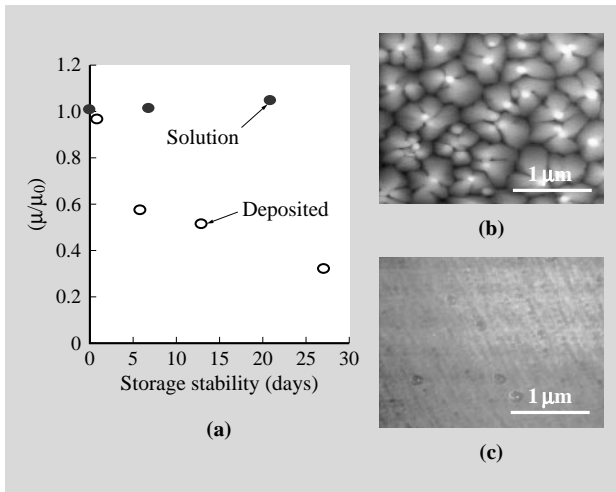 1.2
1.0
0.8
0.6
0.4
0.2
0
(μ/μ0)
Solution
Deposited
0 5 10 15 20 25 30
Storage stability (days)
(a)
1 μm
(b)
1 μm
(c)